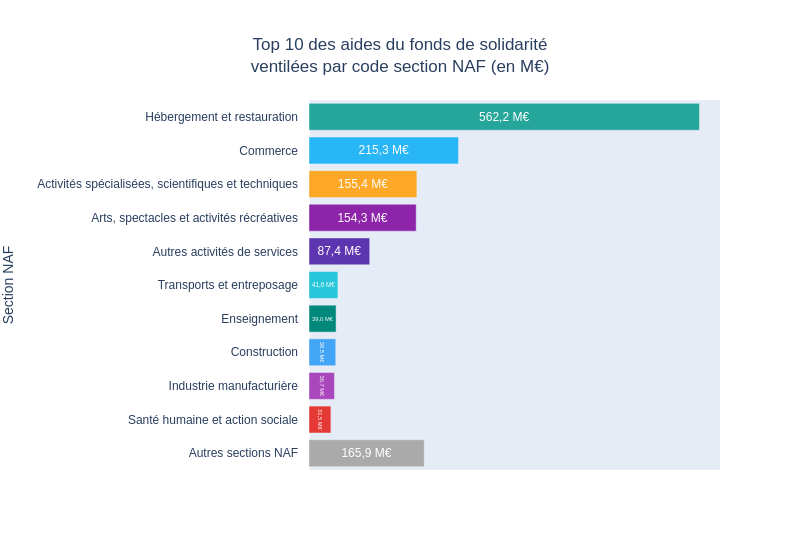 Top 10 des aides du fonds de solidarité
ventilées par code section NAF (en M€)
Section NAF
Hébergement et restauration 562,2 M€
Commerce 215,3 M€
Activités spécialisées, scientifiques et techniques 155,4 M€
Arts, spectacles et activités récréatives 154,3 M€
Autres activités de services 87,4 M€
Transports et entreposage 41,6 M€
Enseignement 39,0 M€
Construction M€
Industrie manufacturière M€
Santé humaine et action sociale 31,5 M€
Autres sections NAF 165,9 M€